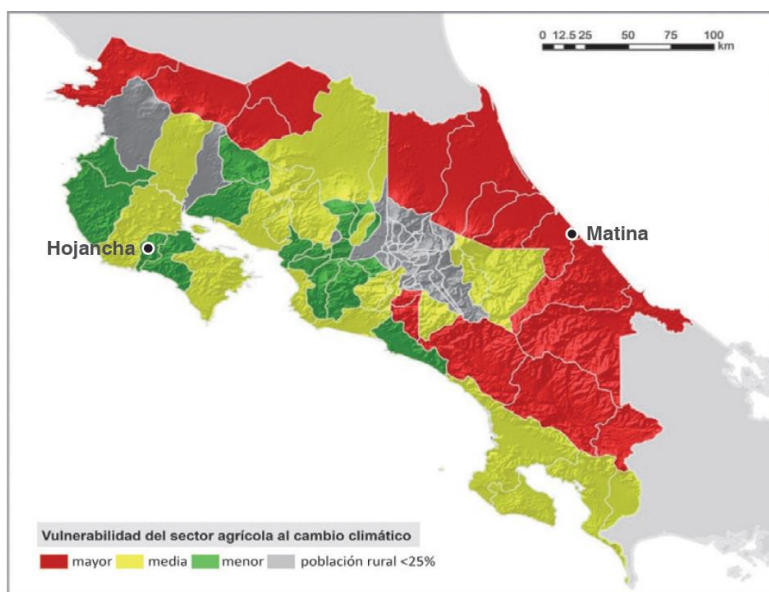 0 12.5 25 50 75 100
km
Matina
Hojancha
Vulnerabilidad del sector agrícola al cambio climático
mayor media menor población rural <25%